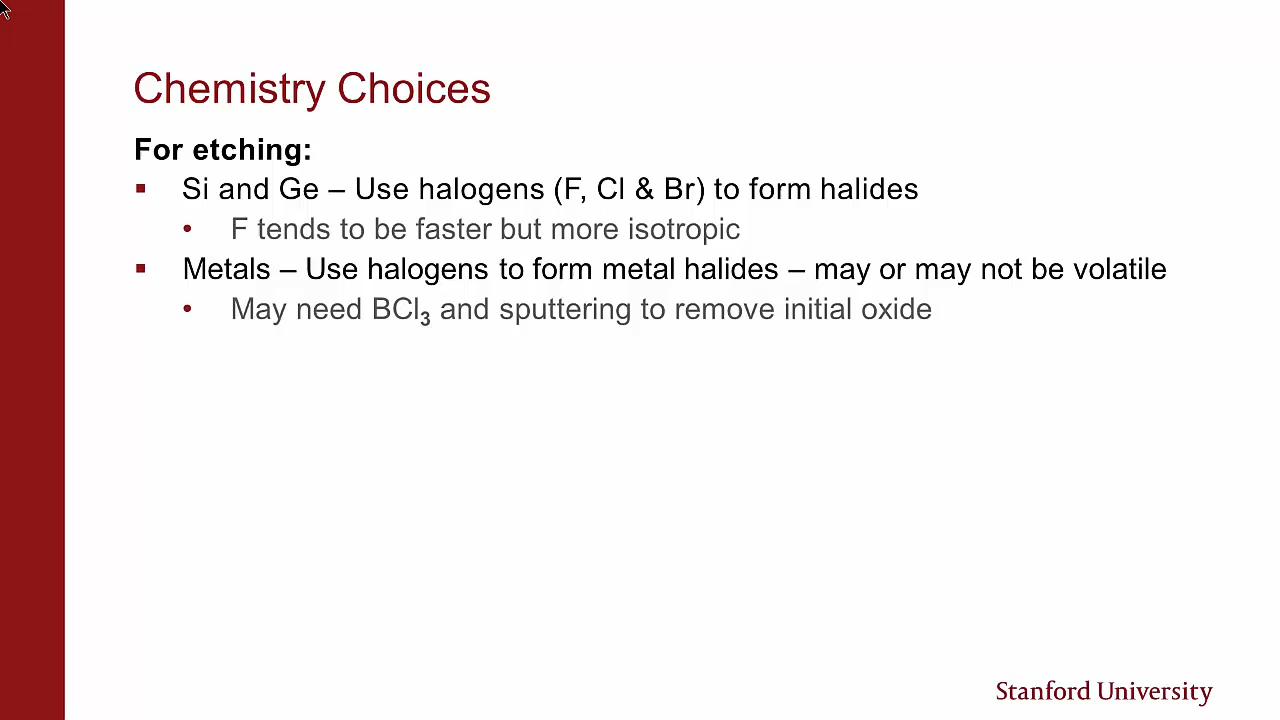 Chemistry Choices
For etching:
▪ Si and Ge – Use halogens (F, Cl & Br) to form halides
• F tends to be faster but more isotropic
▪ Metals – Use halogens to form metal halides – may or may not be volatile
• May need BCl₃ and sputtering to remove initial oxide
Stanford University